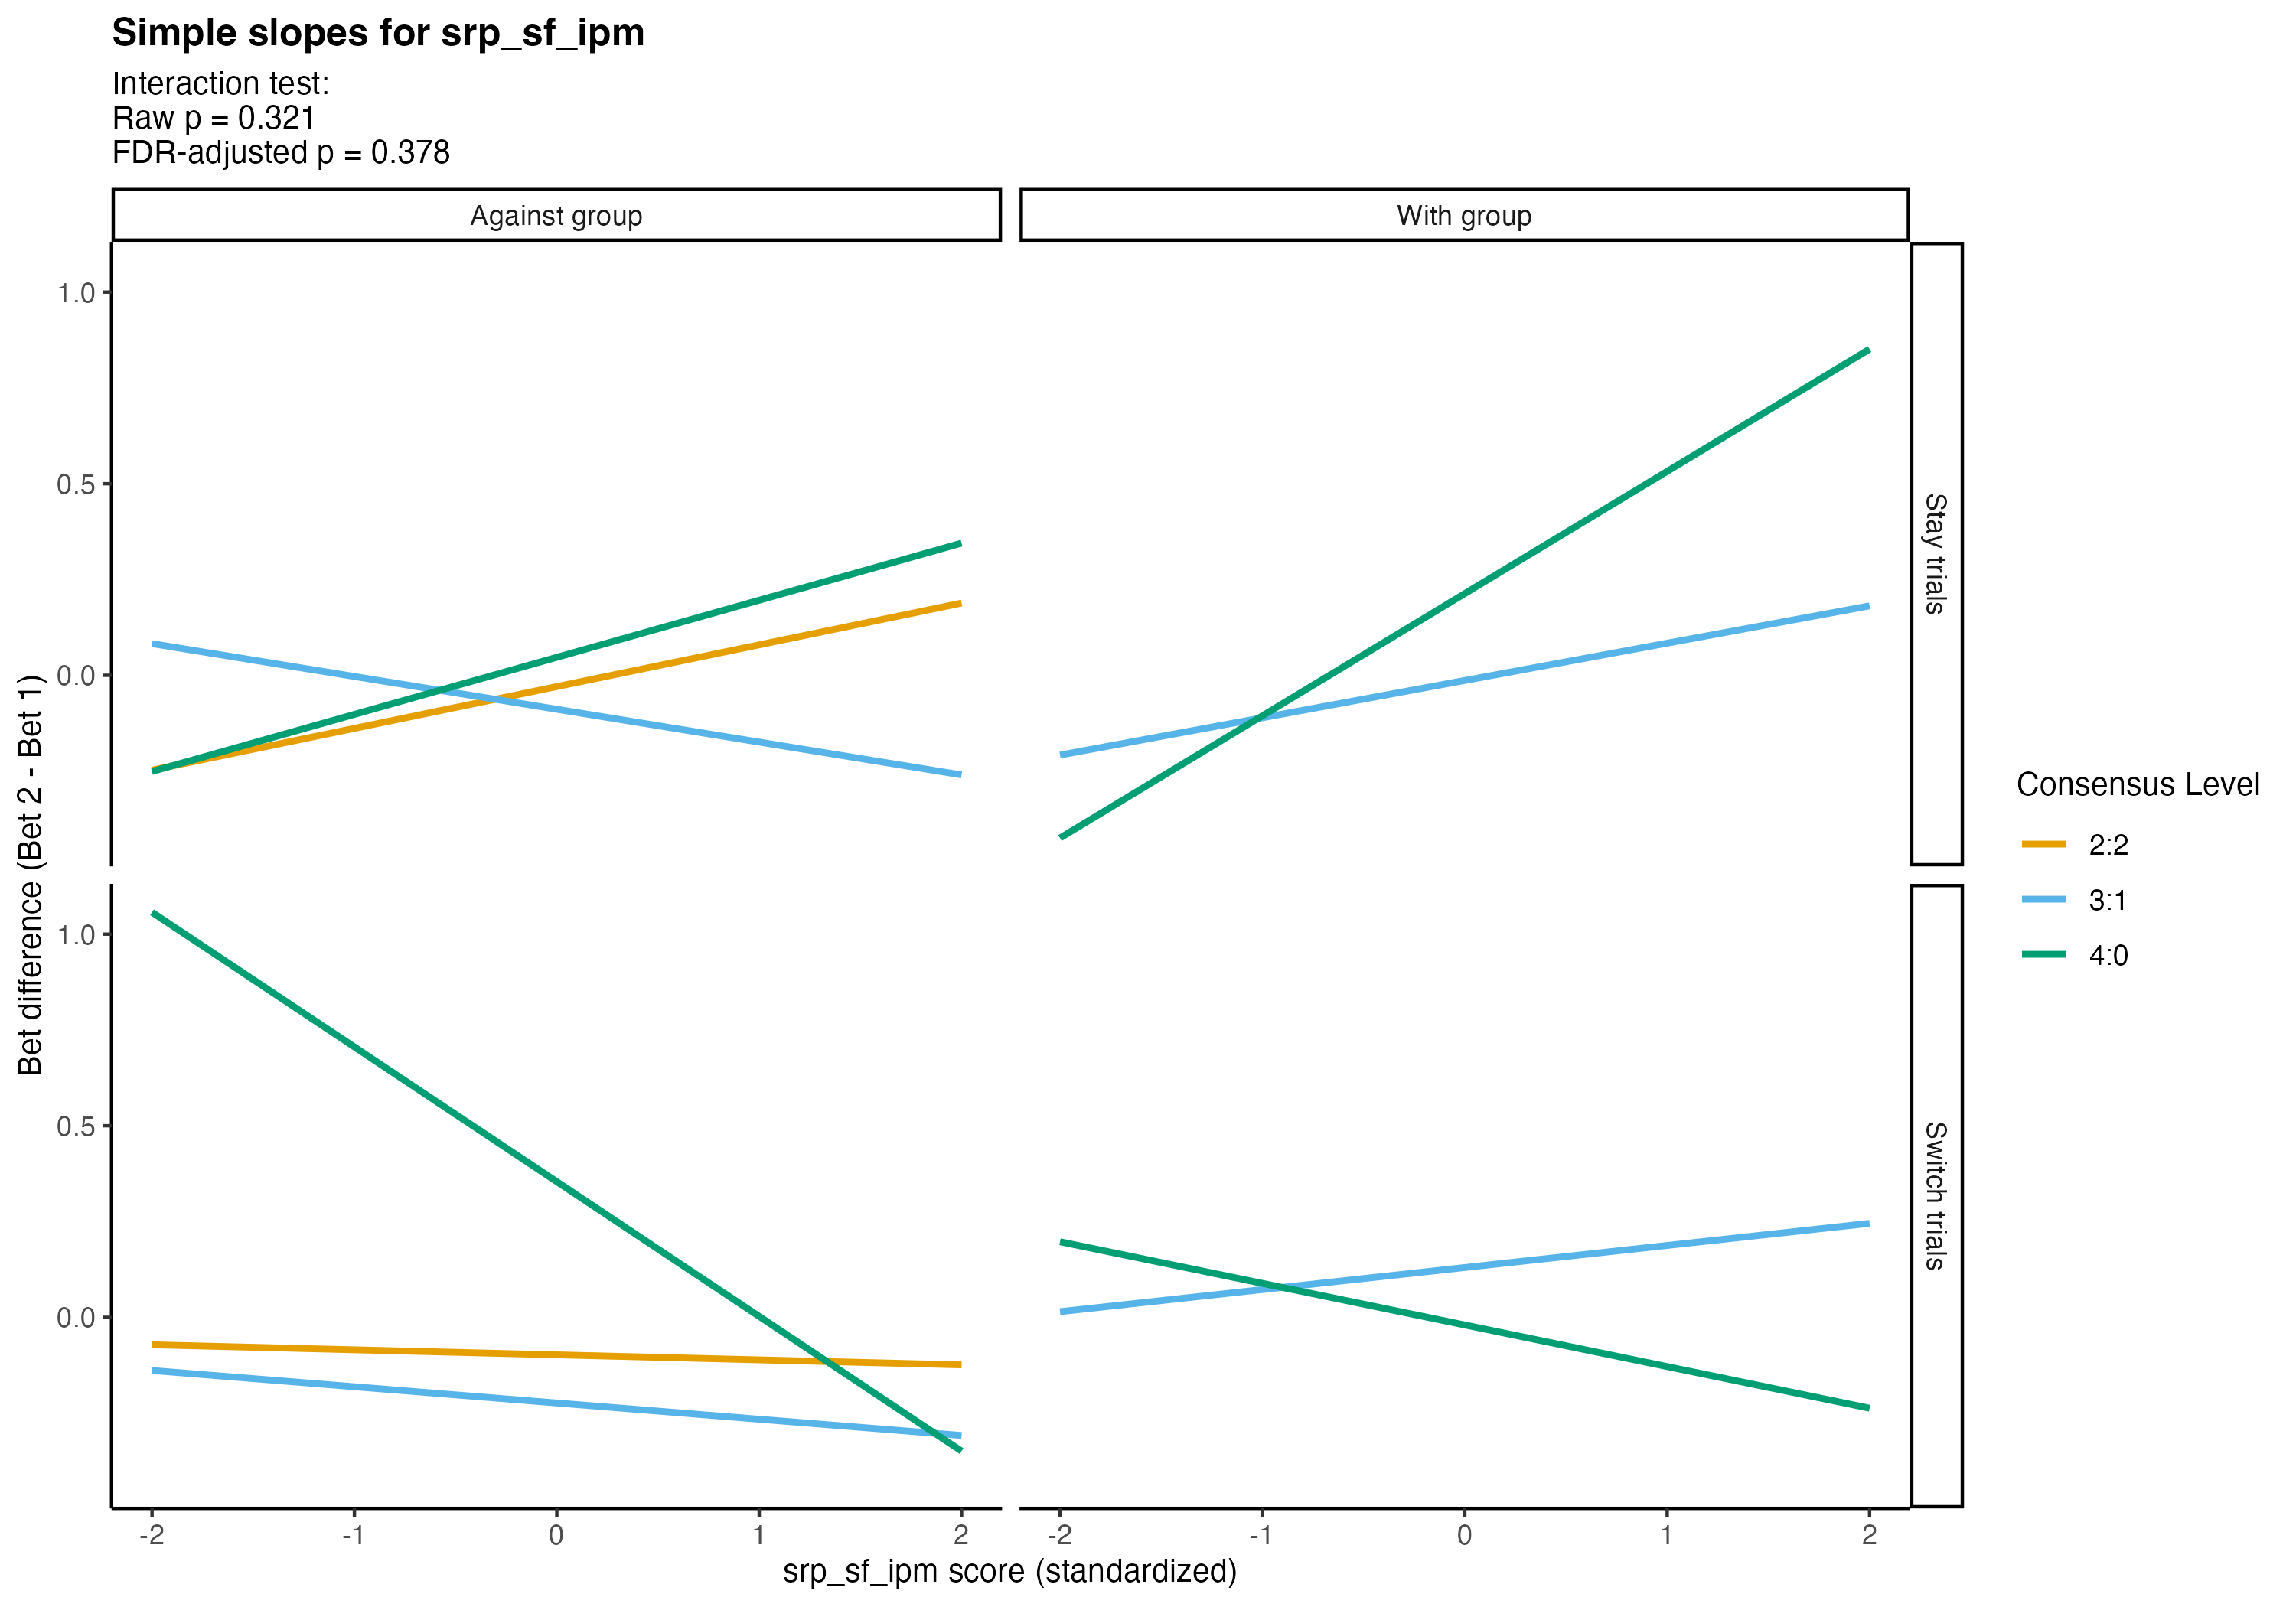 Simple slopes for srp_sf_ipm
Interaction test:
Raw p = 0.321
FDR-adjusted p = 0.378
Against group
With group
1.0
0.5
0.0
Stay trials
Bet difference (Bet 2 - Bet 1)
1.0
0.5
0.0
Switch trials
-2
-1
0
1
2
-2
-1
0
1
2
srp_sf_ipm score (standardized)
Consensus Level
2:2
3:1
4:0